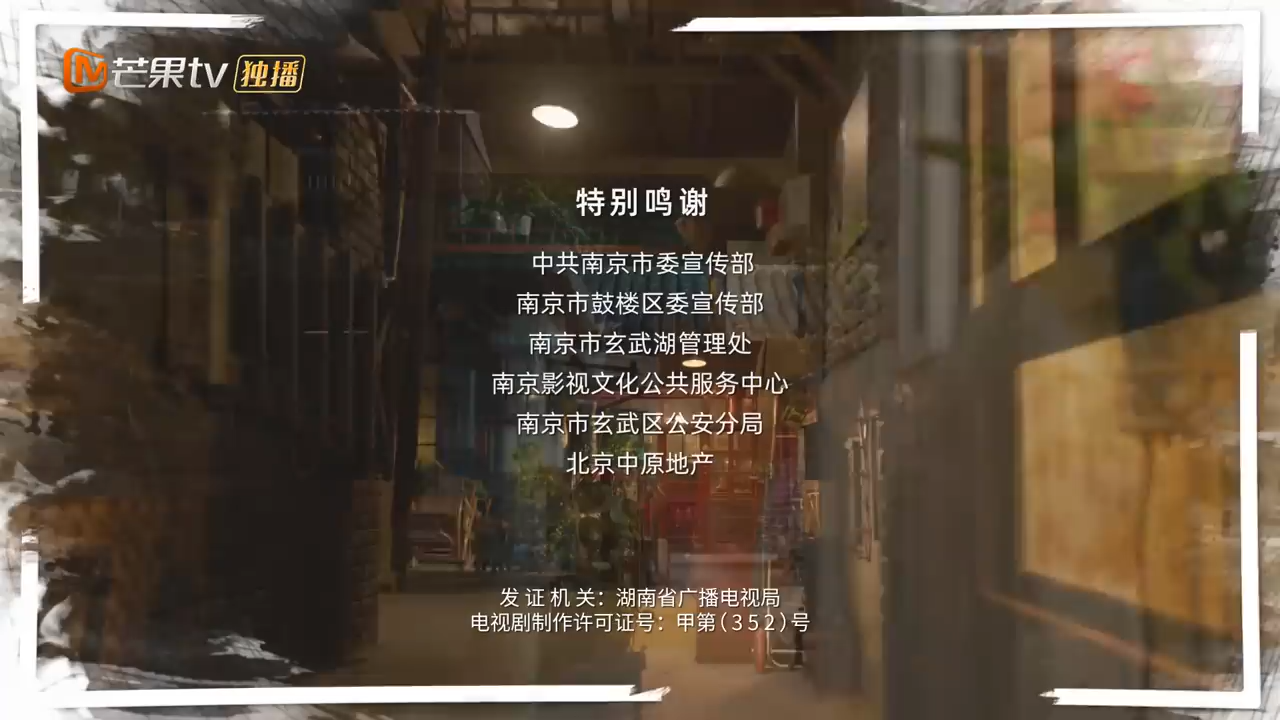 芒果tv 独播
特别鸣谢
中共南京市委宣传部
南京市鼓楼区委宣传部
南京市玄武湖管理处
南京影视文化公共服务中心
南京市玄武区公安分局
北京中原地产
发证机关：湖南省广播电视局
电视剧制作许可证号：甲第(352)号